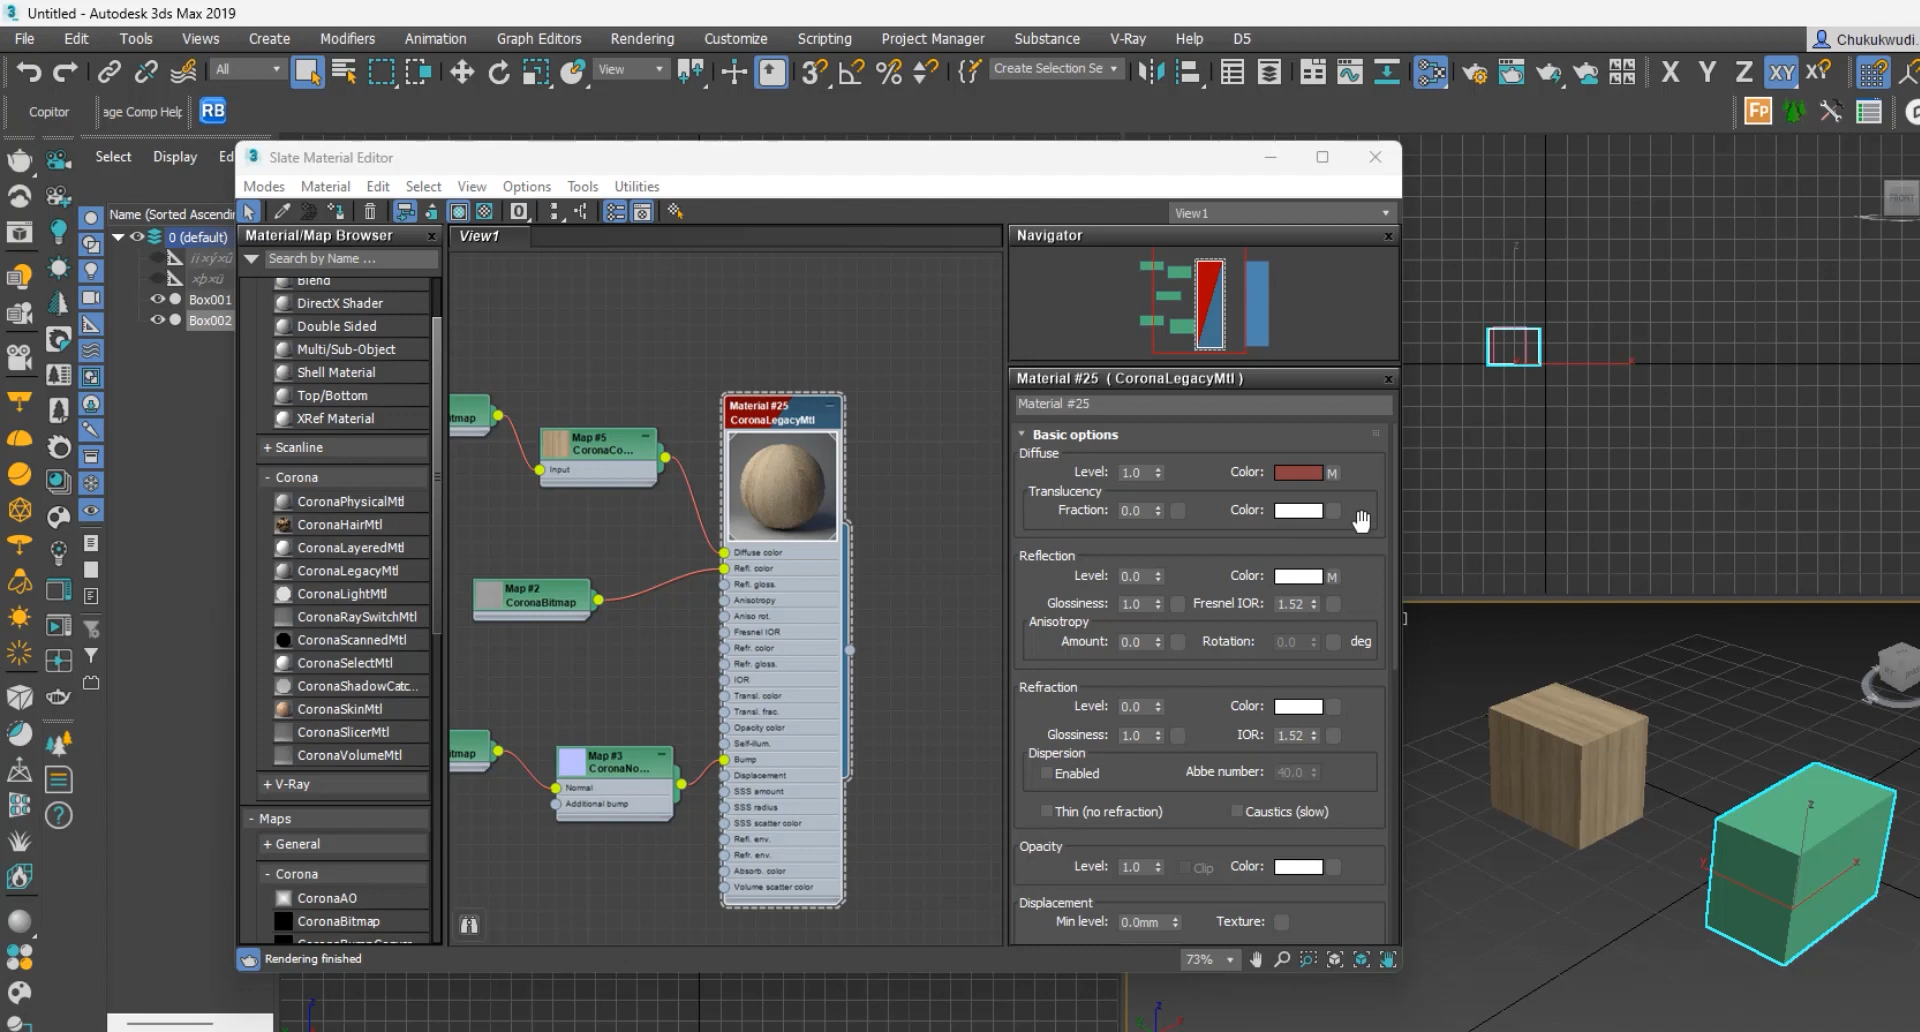 Untitled - Autodesk 3ds Max 2019
File Edit Tools Views Create Modifiers Animation Graph Editors Rendering Customize Scripting Project Manager Substance V-Ray Help D5 Chukukwudi.
All View Create Selection Se X Y Z XY
Copitor age Comp Help RB Fp
Select Display Ed
Name (Sorted Ascendin
0 (default)
Box001
Box002
Slate Material Editor
Modes Material Edit Select View Options Tools Utilities
View1
Material/Map Browser
Search by Name ...
Blend
DirectX Shader
Double Sided
Multi/Sub-Object
Shell Material
Top/Bottom
XRef Material
+ Scanline
- Corona
CoronaPhysicalMtl
CoronaHairMtl
CoronaLayeredMtl
CoronaLegacyMtl
CoronaLightMtl
CoronaRaySwitchMtl
CoronaScannedMtl
CoronaSelectMtl
CoronaShadowCatc...
CoronaSkinMtl
CoronaSlicerMtl
CoronaVolumeMtl
+ V-Ray
- Maps
+ General
- Corona
CoronaAO
CoronaBitmap
Rendering finished
View1
itmap
Map #5
CoronaCo...
Input
Map #2
CoronaBitmap
itmap
Map #3
CoronaNo...
Normal
Additional bump
Material #25
CoronaLegacyMtl
Diffuse color
Refl. color
Refl. gloss.
Anisotropy
Aniso rot.
Fresnel IOR
Refr. color
Refr. gloss.
IOR
Transl. color
Transl. frac.
Opacity color
Self-illum.
Bump
Displacement
SSS amount
SSS radius
SSS scatter color
Refl. env.
Refr. env.
Absorb. color
Volume scatter color
Navigator
Material #25 ( CoronaLegacyMtl )
Material #25
Basic options
Diffuse
Level: 1.0 Color: M
Translucency
Fraction: 0.0 Color:
Reflection
Level: 0.0 Color: M
Glossiness: 1.0 Fresnel IOR: 1.52
Anisotropy
Amount: 0.0 Rotation: 0.0 deg
Refraction
Level: 0.0 Color:
Glossiness: 1.0 IOR: 1.52
Dispersion
Enabled Abbe number: 40.0
Thin (no refraction) Caustics (slow)
Opacity
Level: 1.0 Clip Color:
Displacement
Min level: 0.0mm Texture:
73%
FRONT
z
x
z
x
y
z
z